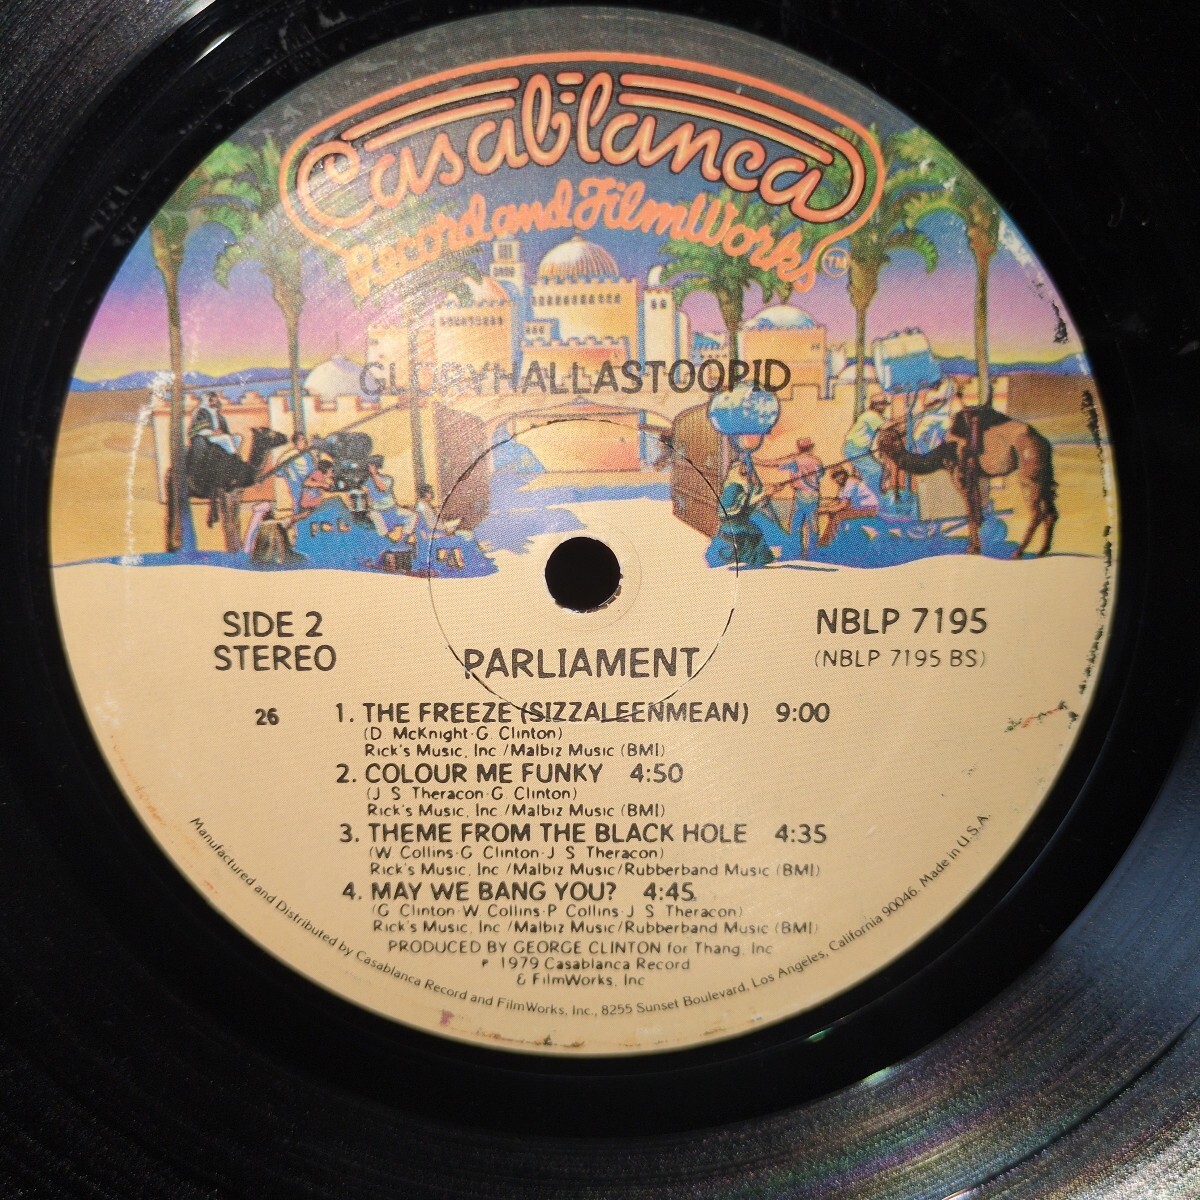 Casablanca
Record and FilmWorks TM
GLORYHALLASTOOPID
SIDE 2
STEREO
NBLP 7195
(NBLP 7195 BS)
PARLIAMENT
26
1. THE FREEZE (SIZZALEENMEAN) 9:00
(D McKnight-G. Clinton)
Rick's Music, Inc /Malbiz Music (BMI)
2. COLOUR ME FUNKY 4:50
(J S Theracon-G Clinton)
Rick's Music, Inc /Malbiz Music (BMI)
3. THEME FROM THE BLACK HOLE 4:35
(W Collins-G Clinton-J S Theracon)
Rick's Music, Inc /Malbiz Music/Rubberband Music (BMI)
4. MAY WE BANG YOU? 4:45
(G Clinton-W Collins-P Collins-J S Theracon)
Rick's Music, Inc /Malbiz Music/Rubberband Music (BMI)
PRODUCED BY GEORGE CLINTON for Thang, Inc
℗ 1979 Casablanca Record
& FilmWorks, Inc
Manufactured and Distributed by Casablanca Record and FilmWorks, Inc., 8255 Sunset Boulevard, Los Angeles, California 90046. Made in U.S.A.